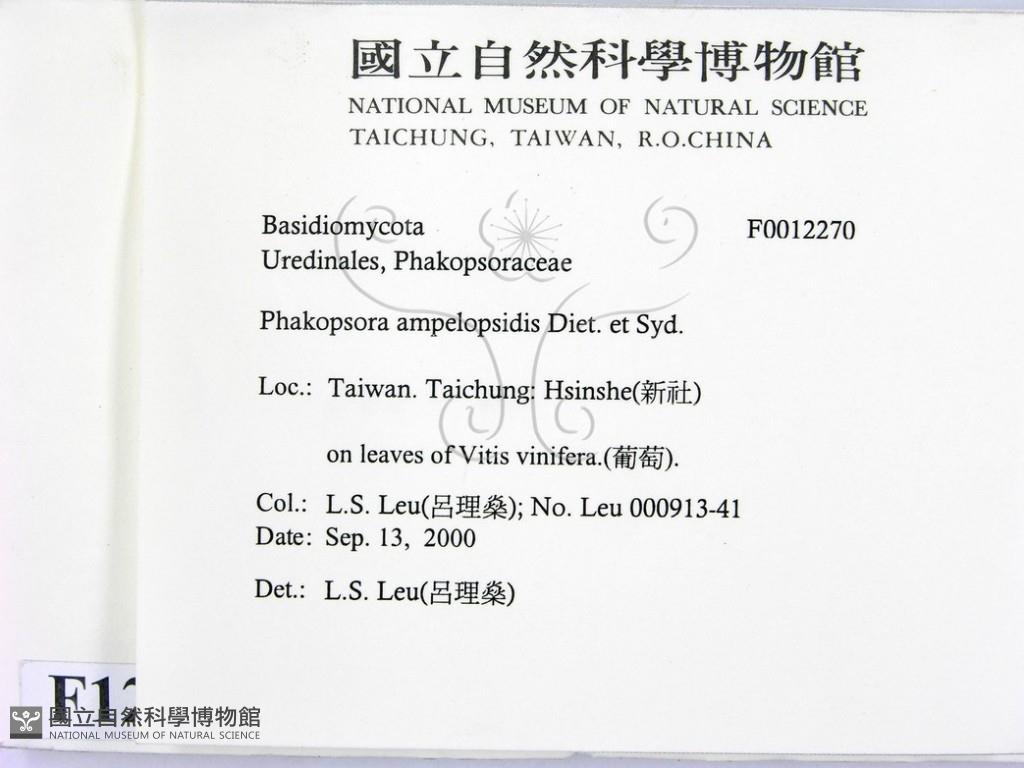 國立自然科學博物館
NATIONAL MUSEUM OF NATURAL SCIENCE
TAICHUNG, TAIWAN, R.O.CHINA
Basidiomycota F0012270
Uredinales, Phakopsoraceae
Phakopsora ampelopsidis Diet. et Syd.
Loc.: Taiwan. Taichung: Hsinshe(新社)
on leaves of Vitis vinifera.(葡萄).
Col.: L.S. Leu(呂理燊); No. Leu 000913-41
Date: Sep. 13, 2000
Det.: L.S. Leu(呂理燊)
F12
國立自然科學博物館
NATIONAL MUSEUM OF NATURAL SCIENCE